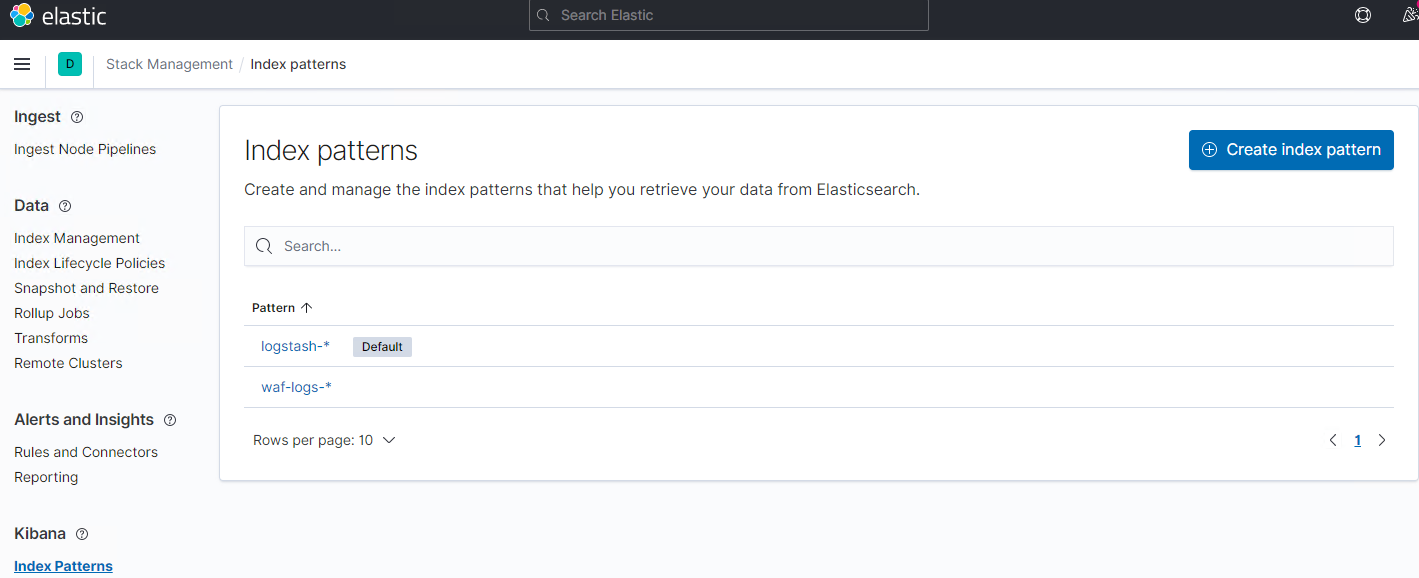 elastic
Search Elastic
D
Stack Management / Index patterns
Ingest
Ingest Node Pipelines
Data
Index Management
Index Lifecycle Policies
Snapshot and Restore
Rollup Jobs
Transforms
Remote Clusters
Alerts and Insights
Rules and Connectors
Reporting
Kibana
Index Patterns
Index patterns
Create index pattern
Create and manage the index patterns that help you retrieve your data from Elasticsearch.
Search...
Pattern
logstash-* Default
waf-logs-*
Rows per page: 10
1